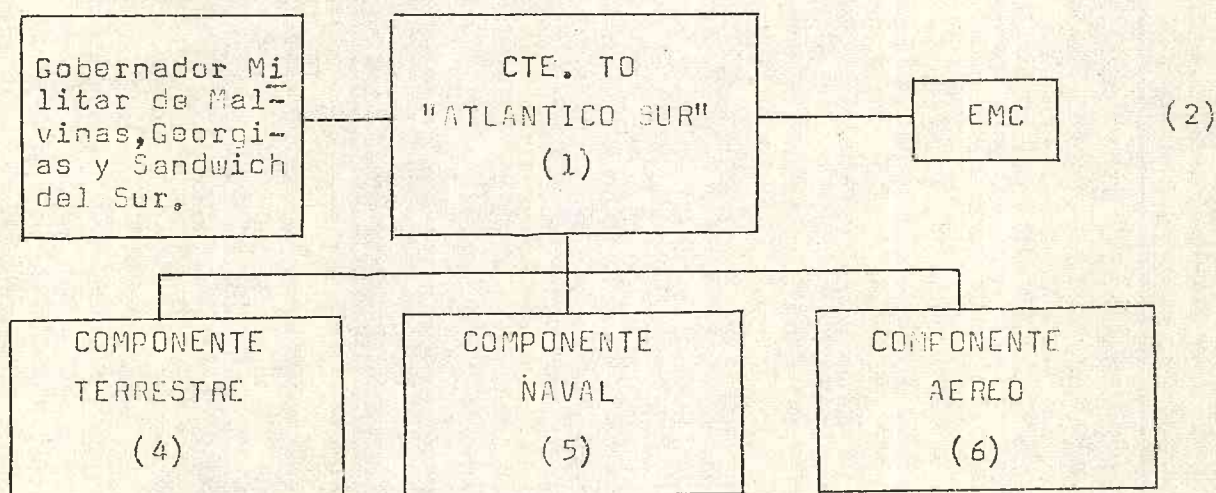 Gobernador Mi
litar de Mal-
vinas,Georgi-
as y Sandwich
del Sur.
CTE. TO
"ATLANTICO SUR"
(1)
EMC
(2)
COMPONENTE
TERRESTRE
(4)
COMPONENTE
NAVAL
(5)
COMPONENTE
AEREO
(6)